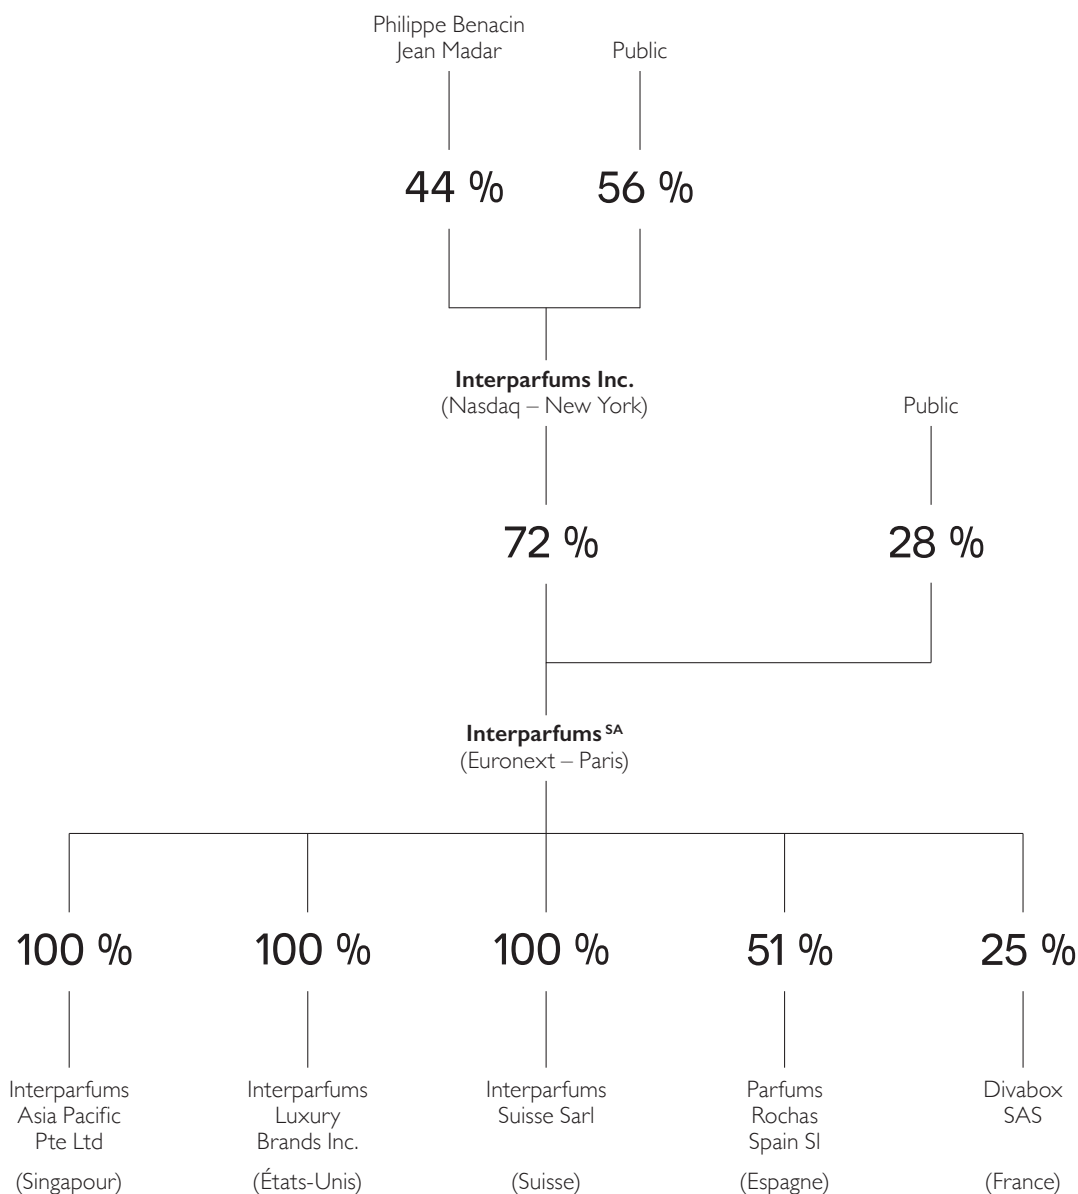 Philippe Benacin
Jean Madar
Public
44 %
56 %
Interparfums Inc.
(Nasdaq – New York)
Public
72 %
28 %
Interparfums SA
(Euronext – Paris)
100 %
100 %
100 %
51 %
25 %
Interparfums
Asia Pacific
Pte Ltd
(Singapour)
Interparfums
Luxury
Brands Inc.
(États-Unis)
Interparfums
Suisse Sarl
(Suisse)
Parfums
Rochas
Spain Sl
(Espagne)
Divabox
SAS
(France)